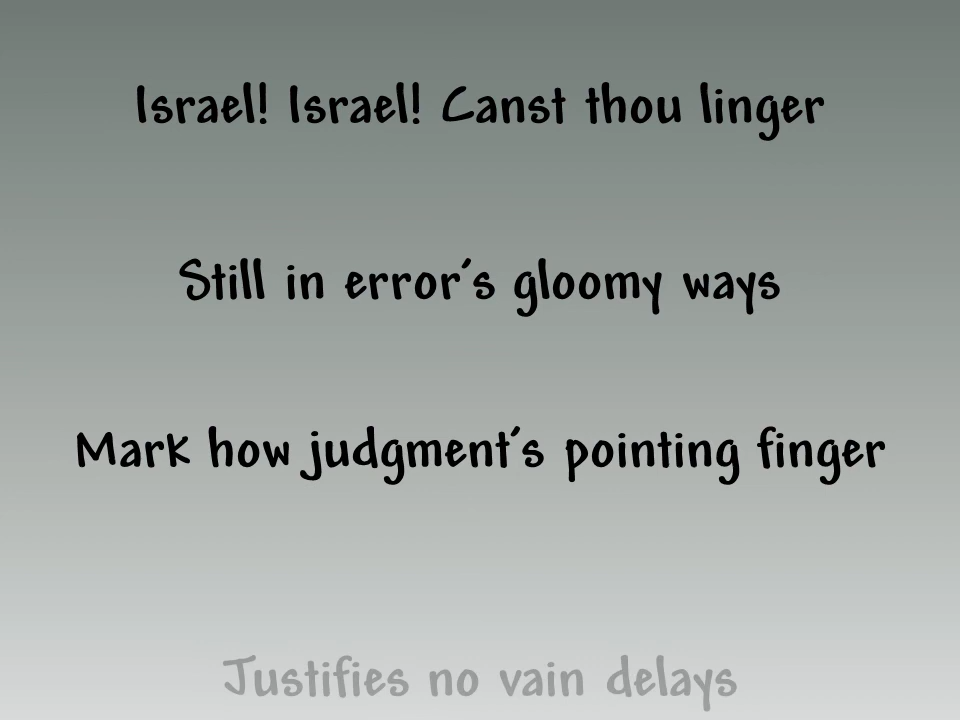 Israel! Israel! Canst thou linger
Still in error's gloomy ways
Mark how judgment's pointing finger
Justifies no vain delays